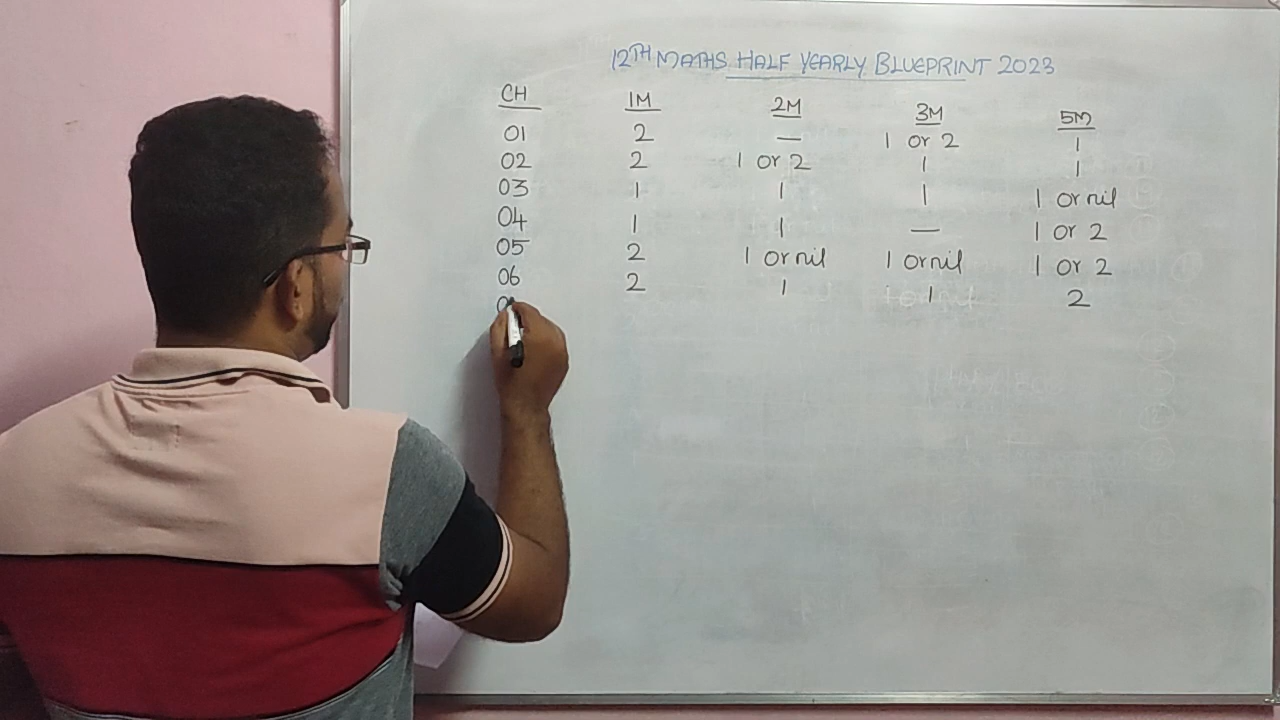 12TH MATHS HALF YEARLY BLUEPRINT 2023
CH 1M 2M 3M 5M
01 2 — 1 or 2 1
02 2 1 or 2 1 1
03 1 1 1 1 or nil
04 1 1 — 1 or 2
05 2 1 or nil 1 or nil 1 or 2
06 2 1 1 2
0